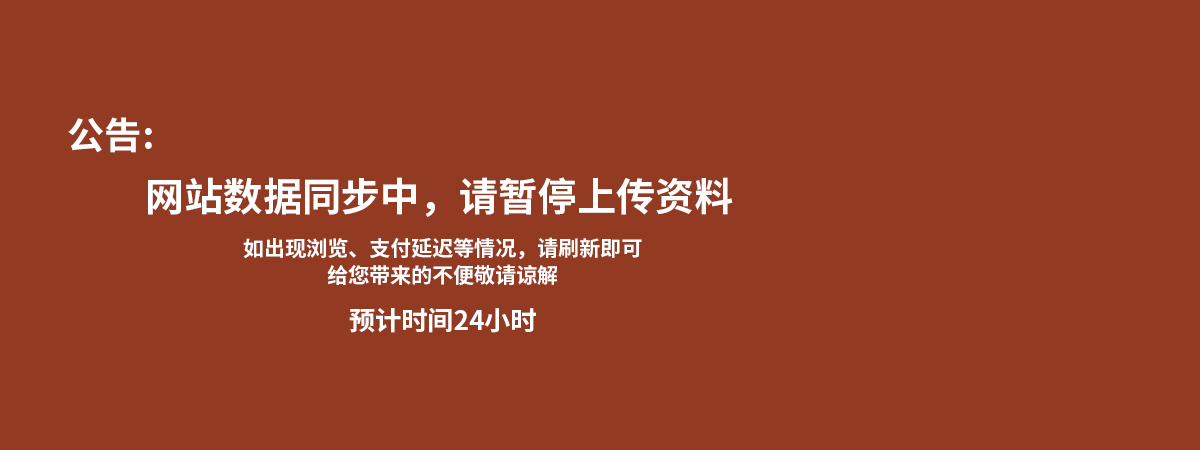 公告:
网站数据同步中，请暂停上传资料
如出现浏览、支付延迟等情况，请刷新即可
给您带来的不便敬请谅解
预计时间24小时